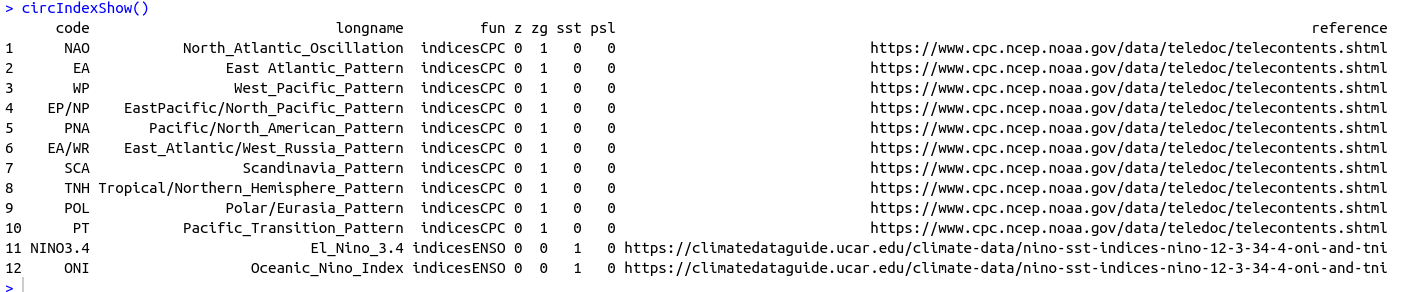 > circIndexShow()
code longname fun z zg sst psl reference
1 NAO North_Atlantic_Oscillation indicesCPC 0 1 0 0 https://www.cpc.ncep.noaa.gov/data/teledoc/telecontents.shtml
2 EA East Atlantic_Pattern indicesCPC 0 1 0 0 https://www.cpc.ncep.noaa.gov/data/teledoc/telecontents.shtml
3 WP West_Pacific_Pattern indicesCPC 0 1 0 0 https://www.cpc.ncep.noaa.gov/data/teledoc/telecontents.shtml
4 EP/NP EastPacific/North_Pacific_Pattern indicesCPC 0 1 0 0 https://www.cpc.ncep.noaa.gov/data/teledoc/telecontents.shtml
5 PNA Pacific/North_American_Pattern indicesCPC 0 1 0 0 https://www.cpc.ncep.noaa.gov/data/teledoc/telecontents.shtml
6 EA/WR East_Atlantic/West_Russia_Pattern indicesCPC 0 1 0 0 https://www.cpc.ncep.noaa.gov/data/teledoc/telecontents.shtml
7 SCA Scandinavia_Pattern indicesCPC 0 1 0 0 https://www.cpc.ncep.noaa.gov/data/teledoc/telecontents.shtml
8 TNH Tropical/Northern_Hemisphere_Pattern indicesCPC 0 1 0 0 https://www.cpc.ncep.noaa.gov/data/teledoc/telecontents.shtml
9 POL Polar/Eurasia_Pattern indicesCPC 0 1 0 0 https://www.cpc.ncep.noaa.gov/data/teledoc/telecontents.shtml
10 PT Pacific_Transition_Pattern indicesCPC 0 1 0 0 https://www.cpc.ncep.noaa.gov/data/teledoc/telecontents.shtml
11 NINO3.4 El_Nino_3.4 indicesENSO 0 0 1 0 https://climatedataguide.ucar.edu/climate-data/nino-sst-indices-nino-12-3-34-4-oni-and-tni
12 ONI Oceanic_Nino_Index indicesENSO 0 0 1 0 https://climatedataguide.ucar.edu/climate-data/nino-sst-indices-nino-12-3-34-4-oni-and-tni
>